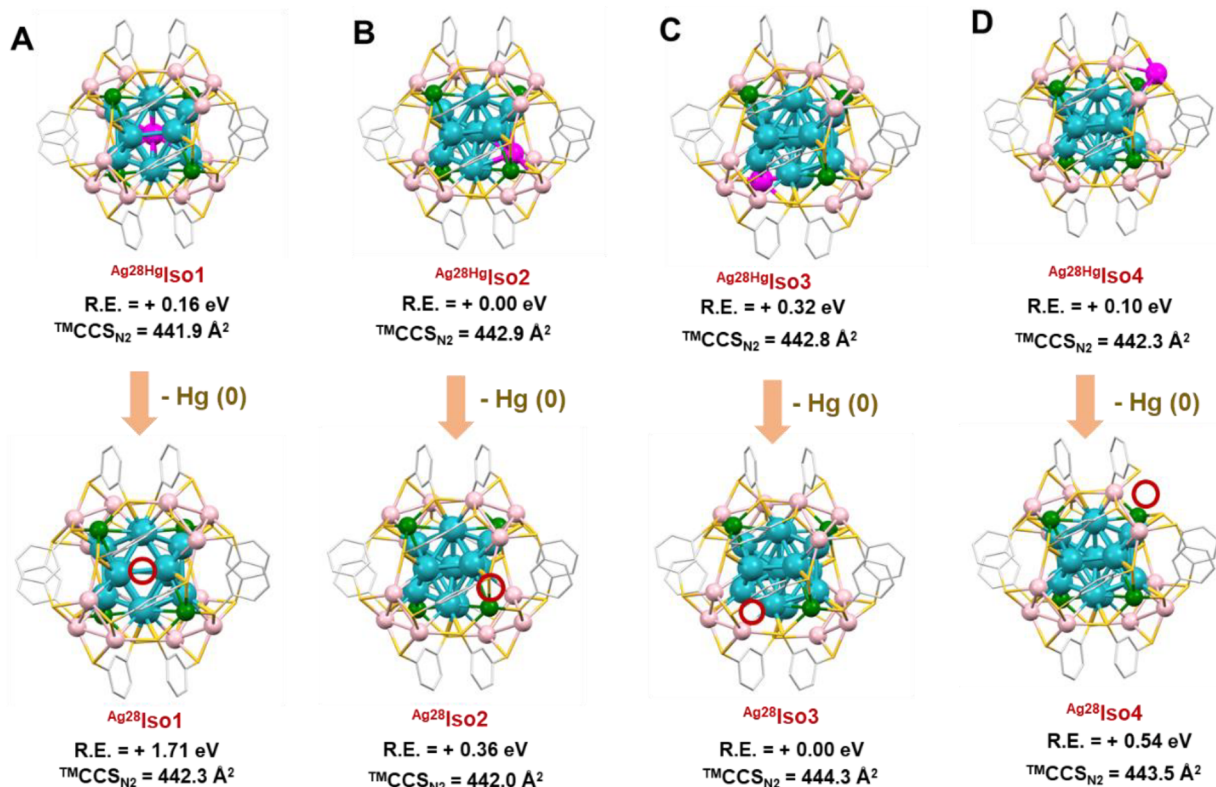 A
B
C
D
Ag28HgIso1
R.E. = + 0.16 eV
TMCCSN2 = 441.9 Å2
Ag28HgIso2
R.E. = + 0.00 eV
TMCCSN2 = 442.9 Å2
Ag28HgIso3
R.E. = + 0.32 eV
TMCCSN2 = 442.8 Å2
Ag28HgIso4
R.E. = + 0.10 eV
TMCCSN2 = 442.3 Å2
- Hg (0)
- Hg (0)
- Hg (0)
- Hg (0)
Ag28Iso1
R.E. = + 1.71 eV
TMCCSN2 = 442.3 Å2
Ag28Iso2
R.E. = + 0.36 eV
TMCCSN2 = 442.0 Å2
Ag28Iso3
R.E. = + 0.00 eV
TMCCSN2 = 444.3 Å2
Ag28Iso4
R.E. = + 0.54 eV
TMCCSN2 = 443.5 Å2